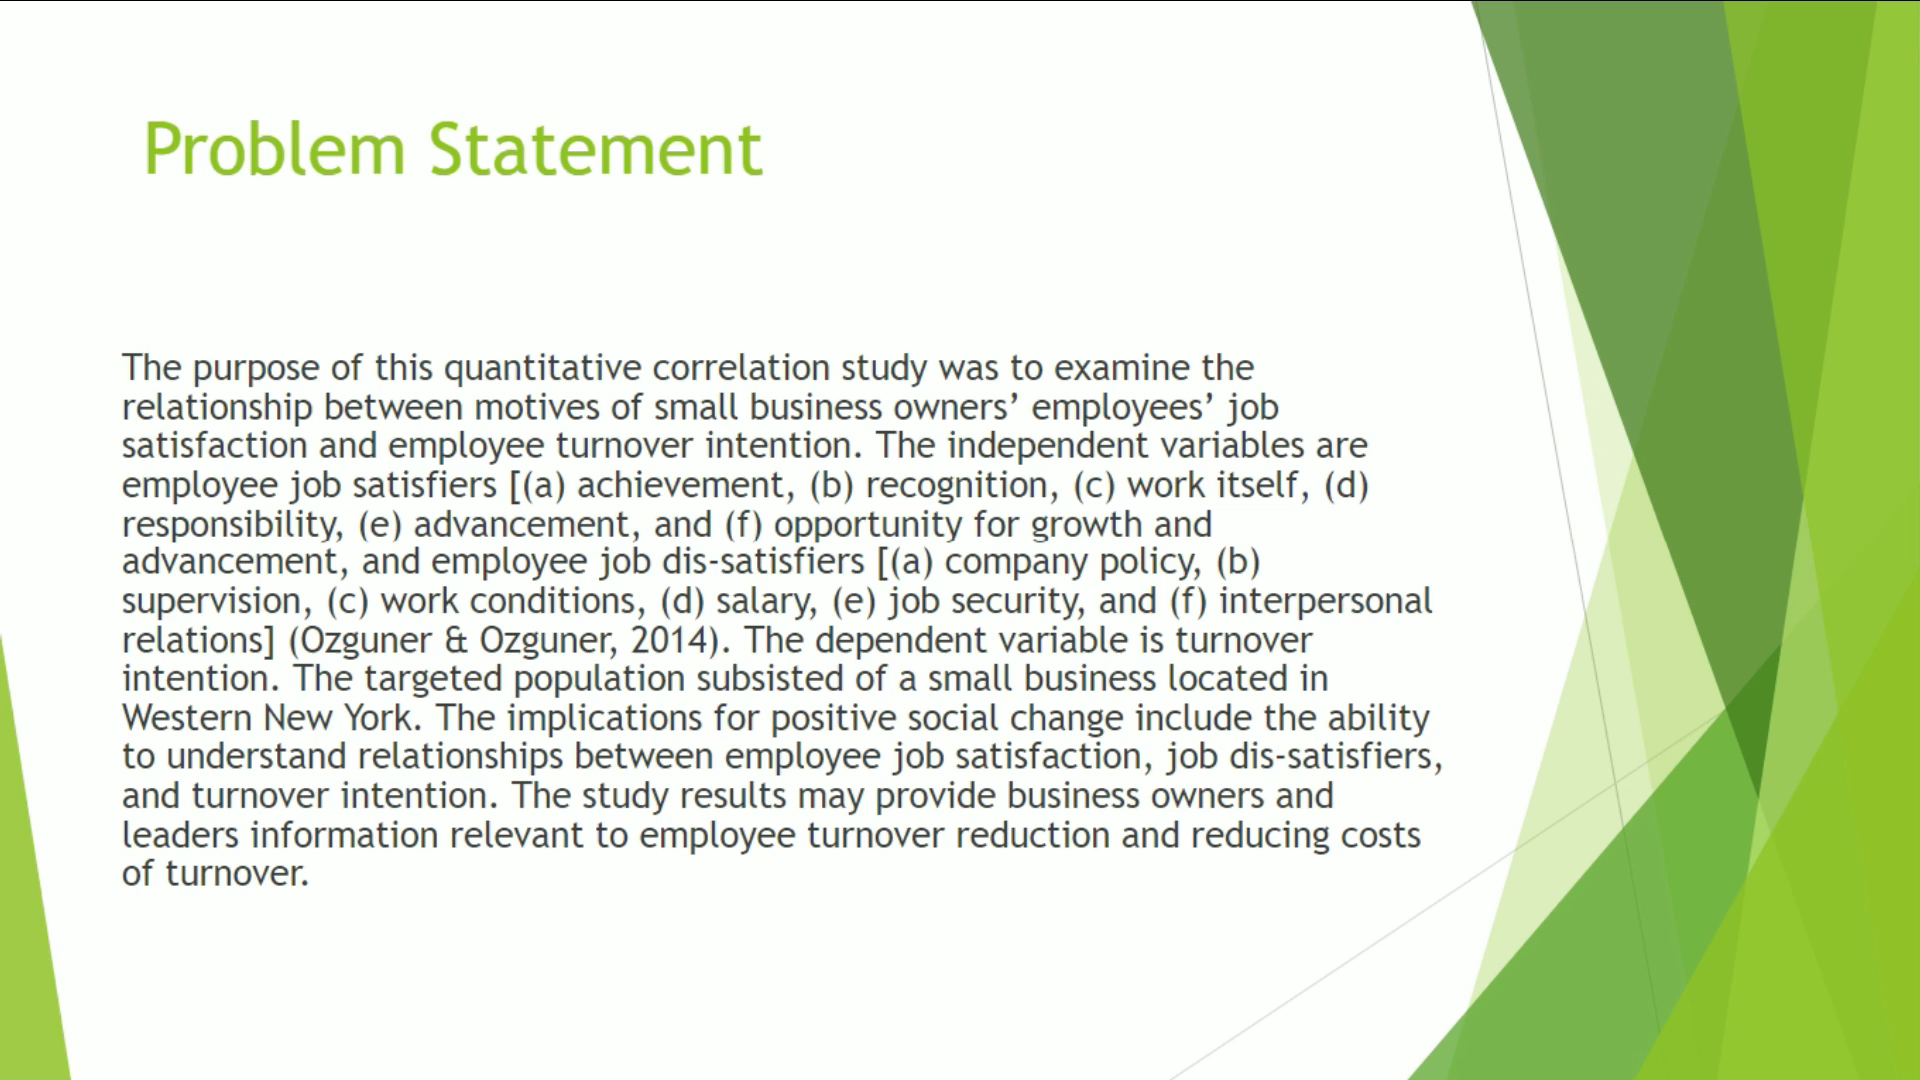 Problem Statement
The purpose of this quantitative correlation study was to examine the
relationship between motives of small business owners’ employees’ job
satisfaction and employee turnover intention. The independent variables are
employee job satisfiers [(a) achievement, (b) recognition, (c) work itself, (d)
responsibility, (e) advancement, and (f) opportunity for growth and
advancement, and employee job dis-satisfiers [(a) company policy, (b)
supervision, (c) work conditions, (d) salary, (e) job security, and (f) interpersonal
relations] (Ozguner & Ozguner, 2014). The dependent variable is turnover
intention. The targeted population subsisted of a small business located in
Western New York. The implications for positive social change include the ability
to understand relationships between employee job satisfaction, job dis-satisfiers,
and turnover intention. The study results may provide business owners and
leaders information relevant to employee turnover reduction and reducing costs
of turnover.